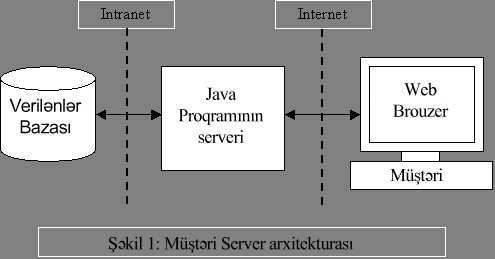 Intranet
Internet
Verilənlər
Bazası
Java
Proqramının
serveri
Web
Brouzer
Müştəri
Şəkil 1: Müştəri Server arxitekturası